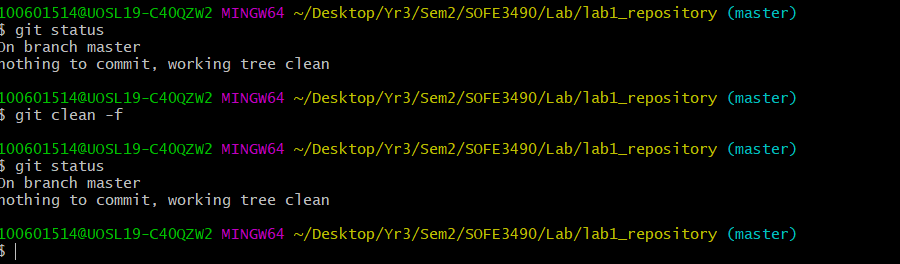 100601514@UOSL19-C40QZW2 MINGW64 ~/Desktop/Yr3/Sem2/SOFE3490/Lab/lab1_repository (master)
$ git status
On branch master
nothing to commit, working tree clean
100601514@UOSL19-C40QZW2 MINGW64 ~/Desktop/Yr3/Sem2/SOFE3490/Lab/lab1_repository (master)
$ git clean -f
100601514@UOSL19-C40QZW2 MINGW64 ~/Desktop/Yr3/Sem2/SOFE3490/Lab/lab1_repository (master)
$ git status
On branch master
nothing to commit, working tree clean
100601514@UOSL19-C40QZW2 MINGW64 ~/Desktop/Yr3/Sem2/SOFE3490/Lab/lab1_repository (master)
$